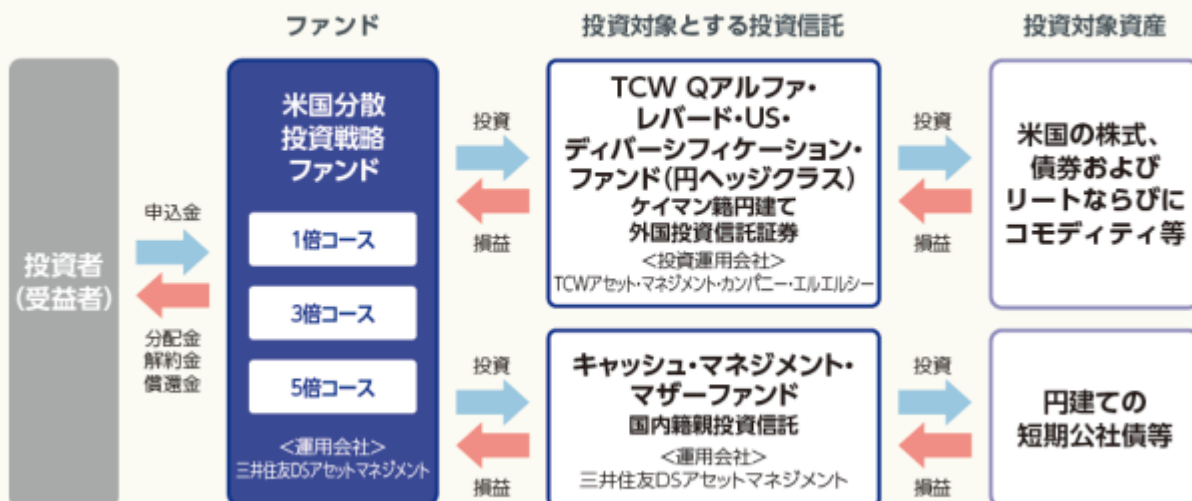 ファンド
投資対象とする投資信託
投資対象資産
投資者
(受益者)
申込金
分配金
解約金
償還金
米国分散
投資戦略
ファンド
1倍コース
3倍コース
5倍コース
<運用会社>
三井住友DSアセットマネジメント
投資
損益
TCW Qアルファ・
レバード・US・
ディバーシフィケーション・
ファンド(円ヘッジクラス)
ケイマン籍円建て
外国投資信託証券
<投資運用会社>
TCWアセット・マネジメント・カンパニー・エルエルシー
投資
損益
米国の株式、
債券および
リートならびに
コモディティ等
投資
損益
キャッシュ・マネジメント・
マザーファンド
国内籍親投資信託
<運用会社>
三井住友DSアセットマネジメント
投資
損益
円建ての
短期公社債等